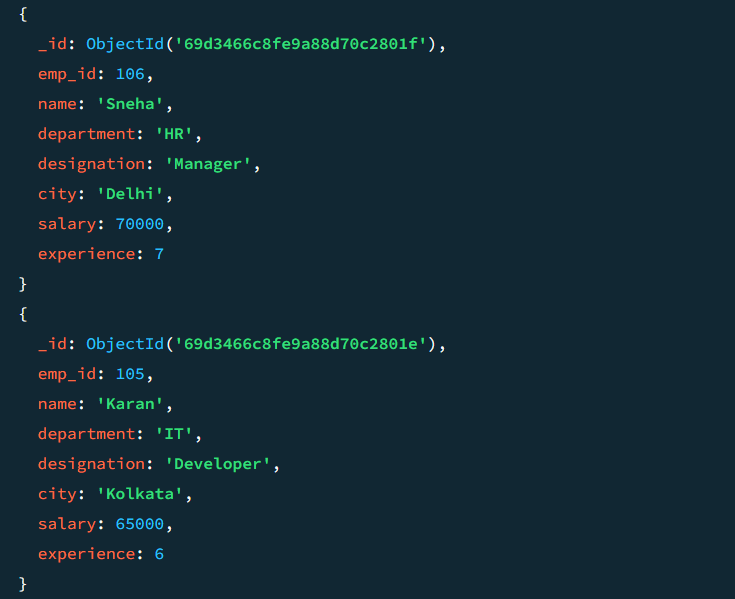 {
_id: ObjectId('69d3466c8fe9a88d70c2801f'),
emp_id: 106,
name: 'Sneha',
department: 'HR',
designation: 'Manager',
city: 'Delhi',
salary: 70000,
experience: 7
}
{
_id: ObjectId('69d3466c8fe9a88d70c2801e'),
emp_id: 105,
name: 'Karan',
department: 'IT',
designation: 'Developer',
city: 'Kolkata',
salary: 65000,
experience: 6
}